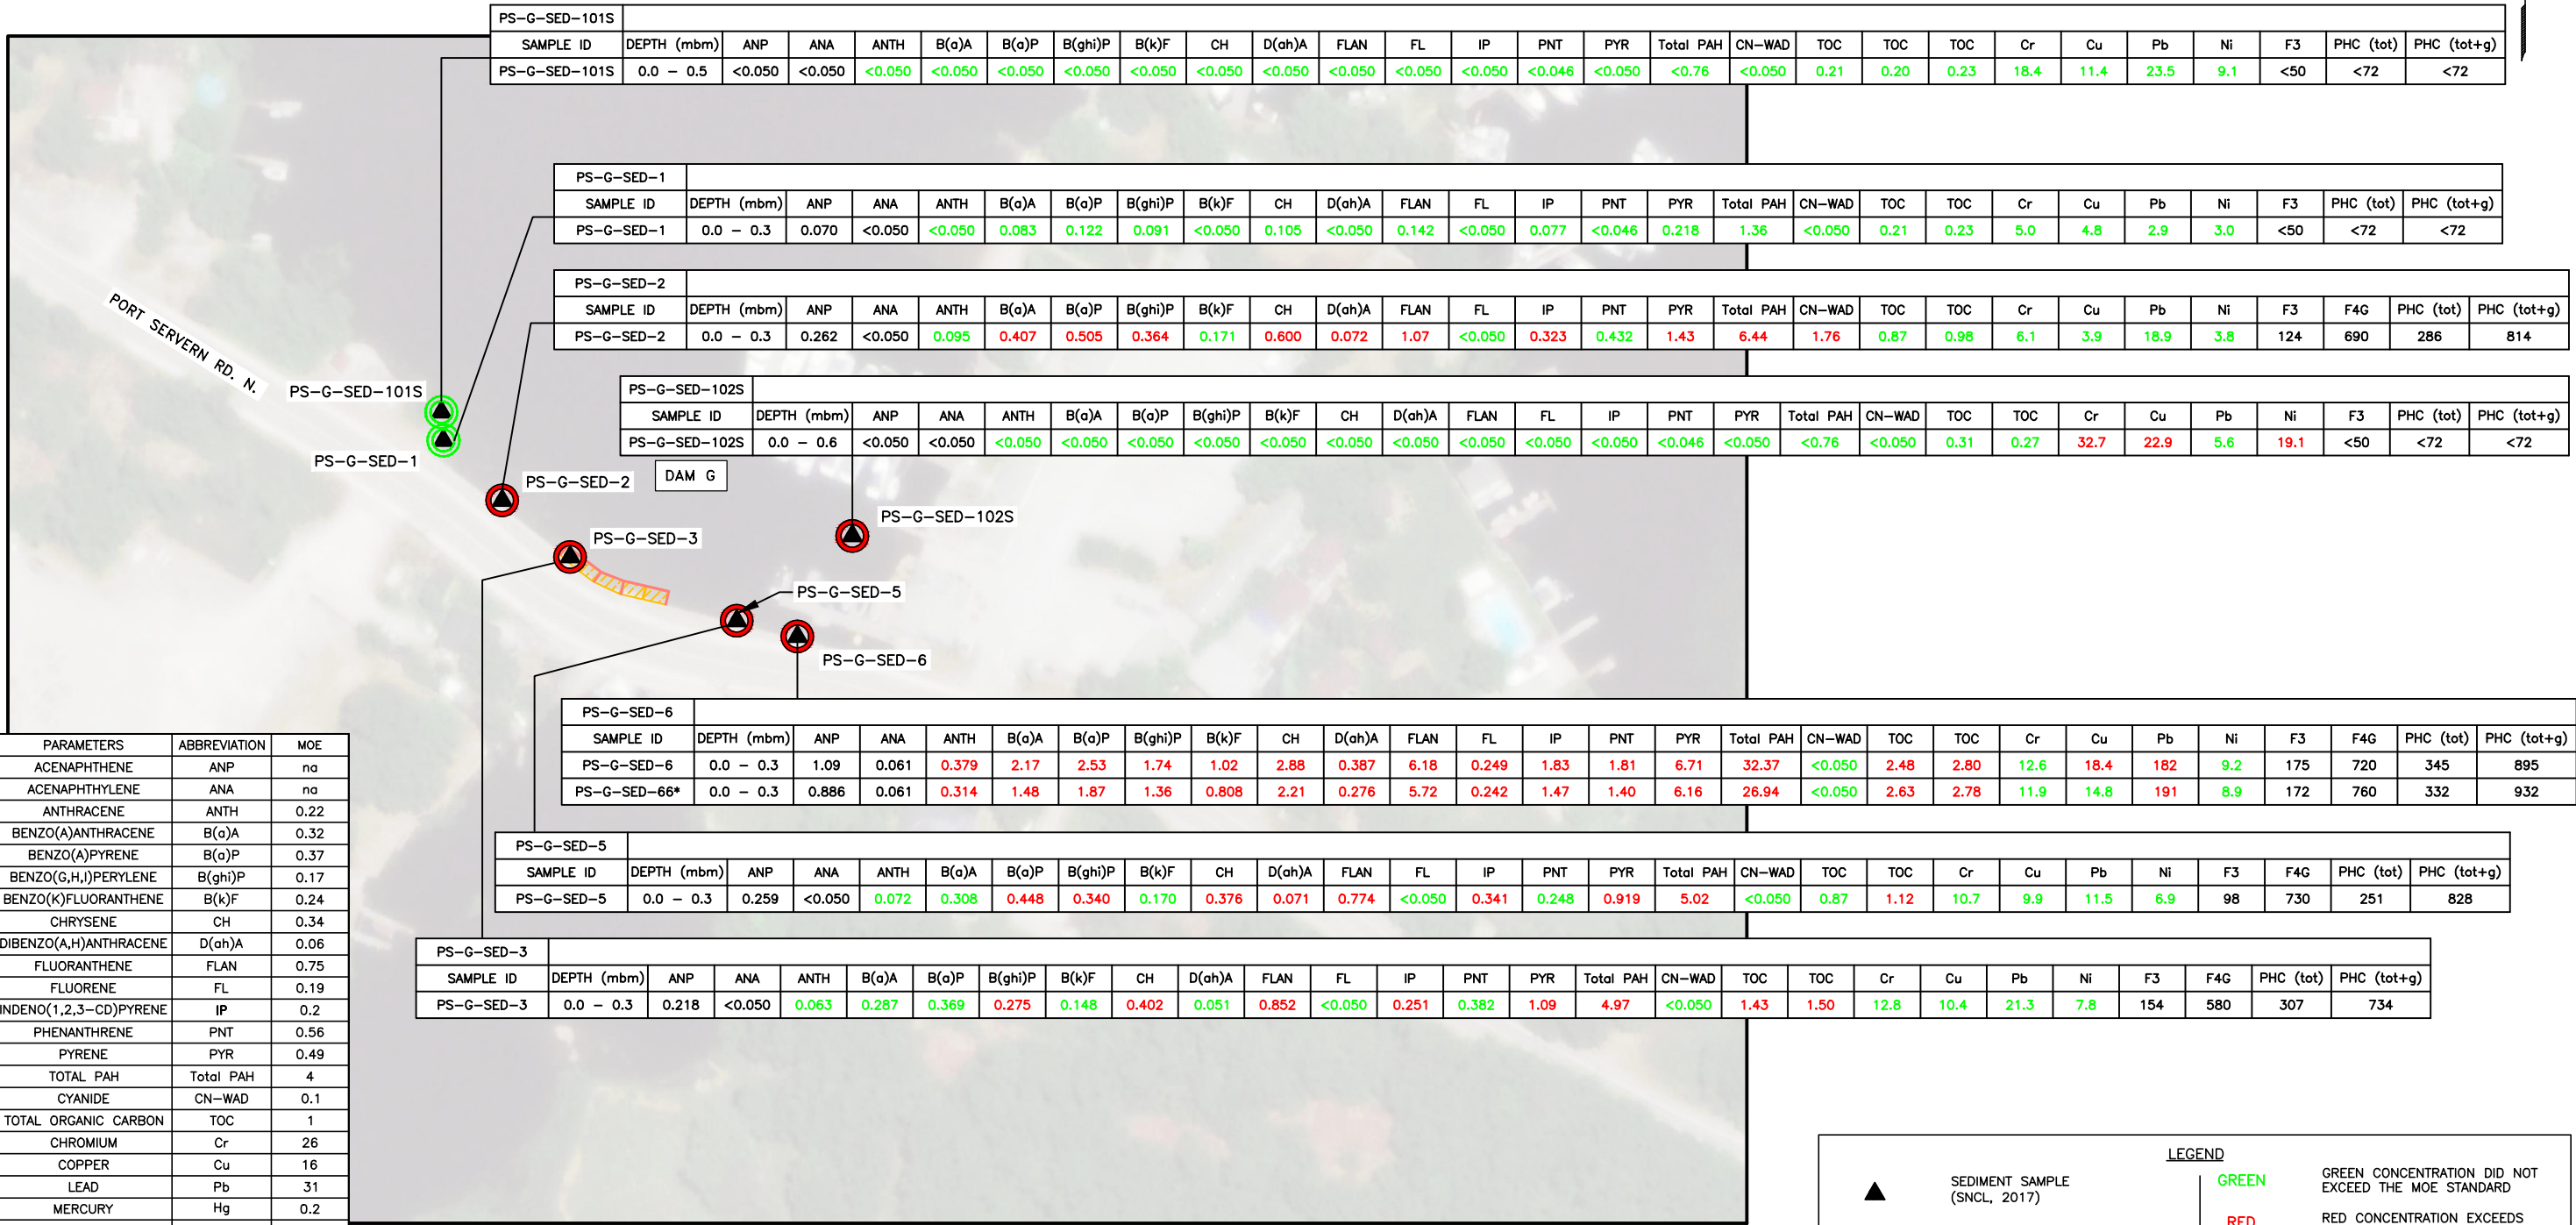 PS-G-SED-101S
SAMPLE ID DEPTH (mbm) ANP ANA ANTH B(a)A B(a)P B(ghi)P B(k)F CH D(ah)A FLAN FL IP PNT PYR Total PAH CN-WAD TOC TOC TOC Cr Cu Pb Ni F3 PHC (tot) PHC (tot+g)
PS-G-SED-101S 0.0 - 0.5 <0.050 <0.050 <0.050 <0.050 <0.050 <0.050 <0.050 <0.050 <0.050 <0.050 <0.050 <0.050 <0.046 <0.050 <0.76 <0.050 0.21 0.20 0.23 18.4 11.4 23.5 9.1 <50 <72 <72
PS-G-SED-1
SAMPLE ID DEPTH (mbm) ANP ANA ANTH B(a)A B(a)P B(ghi)P B(k)F CH D(ah)A FLAN FL IP PNT PYR Total PAH CN-WAD TOC TOC Cr Cu Pb Ni F3 PHC (tot) PHC (tot+g)
PS-G-SED-1 0.0 - 0.3 0.070 <0.050 <0.050 0.083 0.122 0.091 <0.050 0.105 <0.050 0.142 <0.050 0.077 <0.046 0.218 1.36 <0.050 0.21 0.23 5.0 4.8 2.9 3.0 <50 <72 <72
PS-G-SED-2
SAMPLE ID DEPTH (mbm) ANP ANA ANTH B(a)A B(a)P B(ghi)P B(k)F CH D(ah)A FLAN FL IP PNT PYR Total PAH CN-WAD TOC TOC Cr Cu Pb Ni F3 F4G PHC (tot) PHC (tot+g)
PS-G-SED-2 0.0 - 0.3 0.262 <0.050 0.095 0.407 0.505 0.364 0.171 0.600 0.072 1.07 <0.050 0.323 0.432 1.43 6.44 1.76 0.87 0.98 6.1 3.9 18.9 3.8 124 690 286 814
PORT SERVERN RD. N.
PS-G-SED-102S
SAMPLE ID DEPTH (mbm) ANP ANA ANTH B(a)A B(a)P B(ghi)P B(k)F CH D(ah)A FLAN FL IP PNT PYR Total PAH CN-WAD TOC TOC Cr Cu Pb Ni F3 PHC (tot) PHC (tot+g)
PS-G-SED-102S 0.0 - 0.6 <0.050 <0.050 <0.050 <0.050 <0.050 <0.050 <0.050 <0.050 <0.050 <0.050 <0.050 <0.050 <0.046 <0.050 <0.76 <0.050 0.31 0.27 32.7 22.9 5.6 19.1 <50 <72 <72
PS-G-SED-101S
PS-G-SED-1
PS-G-SED-2
DAM G
PS-G-SED-102S
PS-G-SED-3
PS-G-SED-5
PS-G-SED-6
PS-G-SED-6
SAMPLE ID DEPTH (mbm) ANP ANA ANTH B(a)A B(a)P B(ghi)P B(k)F CH D(ah)A FLAN FL IP PNT PYR Total PAH CN-WAD TOC TOC Cr Cu Pb Ni F3 F4G PHC (tot) PHC (tot+g)
PS-G-SED-6 0.0 - 0.3 1.09 0.061 0.379 2.17 2.53 1.74 1.02 2.88 0.387 6.18 0.249 1.83 1.81 6.71 32.37 <0.050 2.48 2.80 12.6 18.4 182 9.2 175 720 345 895
PS-G-SED-66* 0.0 - 0.3 0.886 0.061 0.314 1.48 1.87 1.36 0.808 2.21 0.276 5.72 0.242 1.47 1.40 6.16 26.94 <0.050 2.63 2.78 11.9 14.8 191 8.9 172 760 332 932
PS-G-SED-5
SAMPLE ID DEPTH (mbm) ANP ANA ANTH B(a)A B(a)P B(ghi)P B(k)F CH D(ah)A FLAN FL IP PNT PYR Total PAH CN-WAD TOC TOC Cr Cu Pb Ni F3 F4G PHC (tot) PHC (tot+g)
PS-G-SED-5 0.0 - 0.3 0.259 <0.050 0.072 0.308 0.448 0.340 0.170 0.376 0.071 0.774 <0.050 0.341 0.248 0.919 5.02 <0.050 0.87 1.12 10.7 9.9 11.5 6.9 98 730 251 828
PS-G-SED-3
SAMPLE ID DEPTH (mbm) ANP ANA ANTH B(a)A B(a)P B(ghi)P B(k)F CH D(ah)A FLAN FL IP PNT PYR Total PAH CN-WAD TOC TOC Cr Cu Pb Ni F3 F4G PHC (tot) PHC (tot+g)
PS-G-SED-3 0.0 - 0.3 0.218 <0.050 0.063 0.287 0.369 0.275 0.148 0.402 0.051 0.852 <0.050 0.251 0.382 1.09 4.97 <0.050 1.43 1.50 12.8 10.4 21.3 7.8 154 580 307 734
PARAMETERS ABBREVIATION MOE
ACENAPHTHENE ANP na
ACENAPHTHYLENE ANA na
ANTHRACENE ANTH 0.22
BENZO(A)ANTHRACENE B(a)A 0.32
BENZO(A)PYRENE B(a)P 0.37
BENZO(G,H,I)PERYLENE B(ghi)P 0.17
BENZO(K)FLUORANTHENE B(k)F 0.24
CHRYSENE CH 0.34
DIBENZO(A,H)ANTHRACENE D(ah)A 0.06
FLUORANTHENE FLAN 0.75
FLUORENE FL 0.19
INDENO(1,2,3-CD)PYRENE IP 0.2
PHENANTHRENE PNT 0.56
PYRENE PYR 0.49
TOTAL PAH Total PAH 4
CYANIDE CN-WAD 0.1
TOTAL ORGANIC CARBON TOC 1
CHROMIUM Cr 26
COPPER Cu 16
LEAD Pb 31
MERCURY Hg 0.2
LEGEND
SEDIMENT SAMPLE
(SNCL, 2017)
GREEN GREEN CONCENTRATION DID NOT
EXCEED THE MOE STANDARD
RED RED CONCENTRATION EXCEEDS